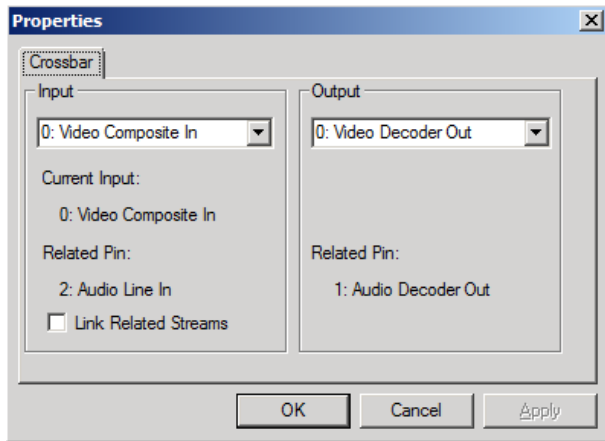 Properties
Crossbar
Input
0: Video Composite In
Current Input:
0: Video Composite In
Related Pin:
2: Audio Line In
Link Related Streams
Output
0: Video Decoder Out
Related Pin:
1: Audio Decoder Out
OK Cancel Apply